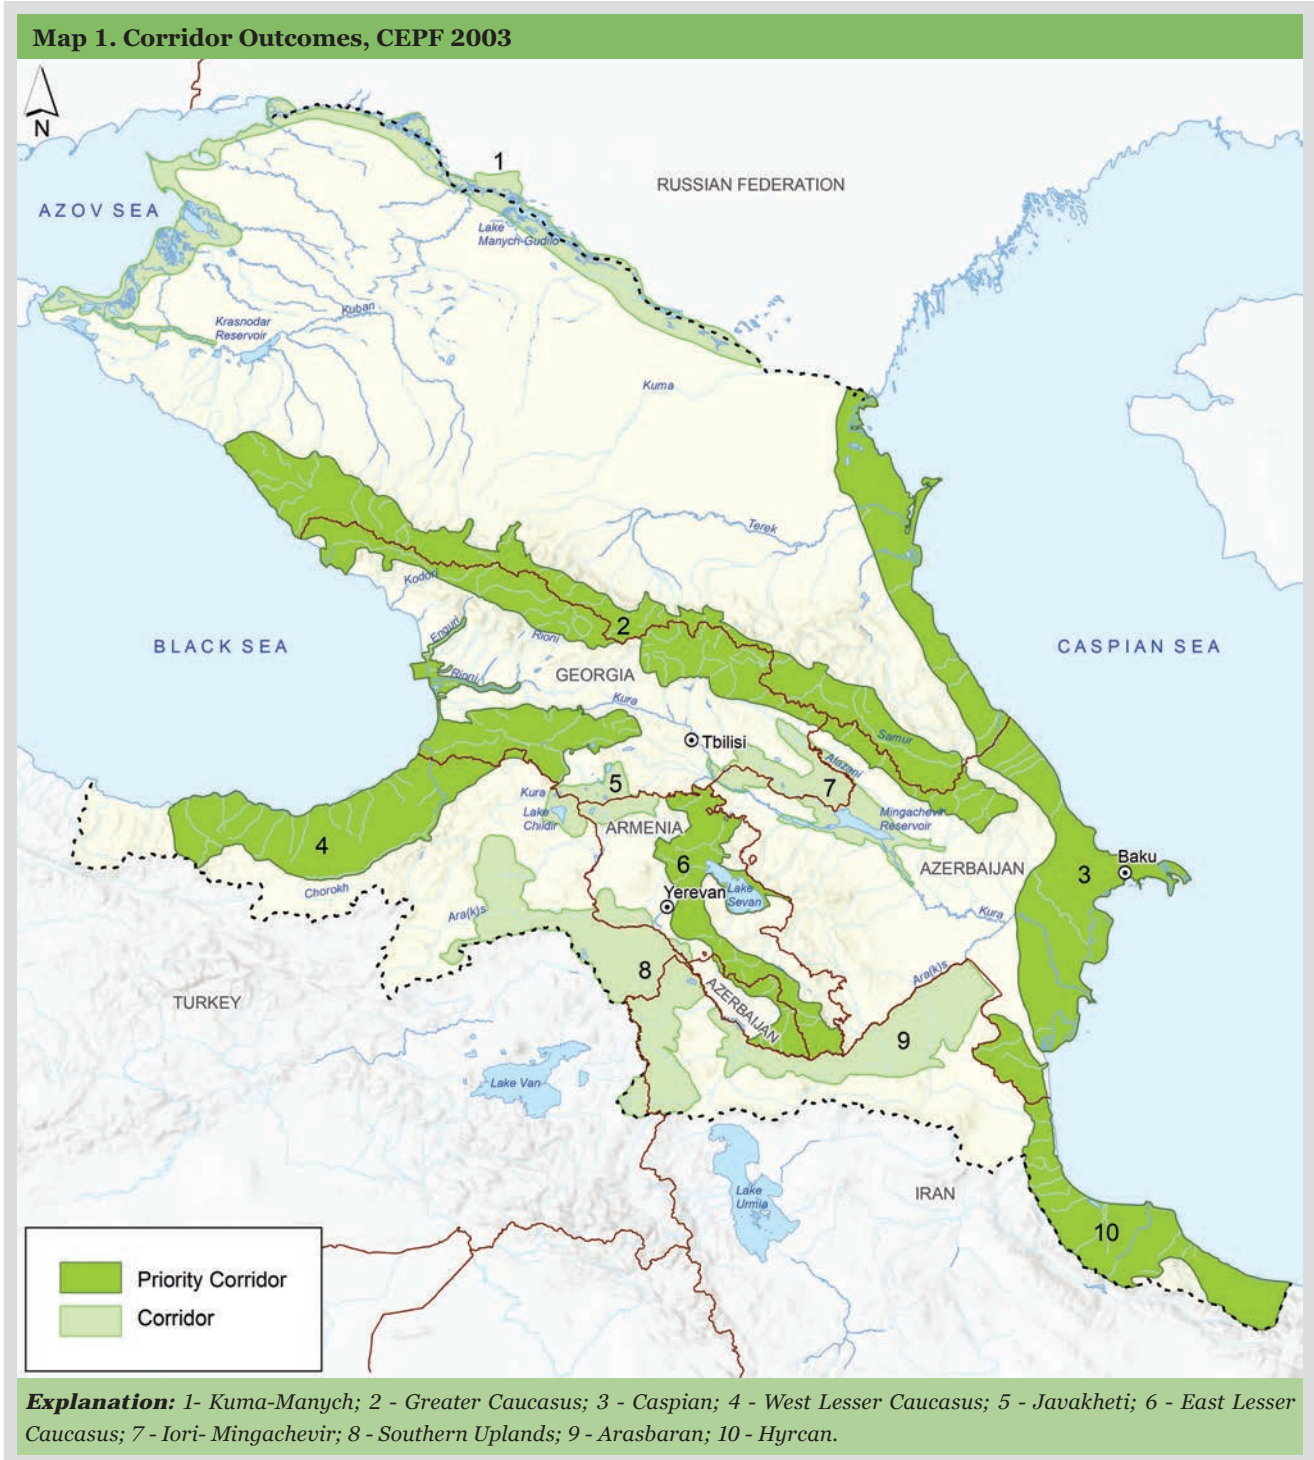 Map 1. Corridor Outcomes, CEPF 2003
N
1
RUSSIAN FEDERATION
AZOV SEA
Lake
Manych-Gudilo
Kuban
Krasnodar
Reservoir
Kuma
Terek
Kodori
Enguri
2
Rioni
BLACK SEA
CASPIAN SEA
GEORGIA
Rioni
Kura
Tbilisi
Samur
Alazani
5
7
Kura
Lake
Childir
Mingachevir
Reservoir
ARMENIA
4
6
AZERBAIJAN
Baku
3
Chorokh
Yerevan
Lake
Sevan
Ara(k)s
Kura
8
Ara(k)s
TURKEY
AZERBAIJAN
9
Lake Van
Lake
Urmia
IRAN
10
Priority Corridor
Corridor
Explanation: 1- Kuma-Manych; 2 - Greater Caucasus; 3 - Caspian; 4 - West Lesser Caucasus; 5 - Javakheti; 6 - East Lesser
Caucasus; 7 - Iori- Mingachevir; 8 - Southern Uplands; 9 - Arasbaran; 10 - Hyrcan.